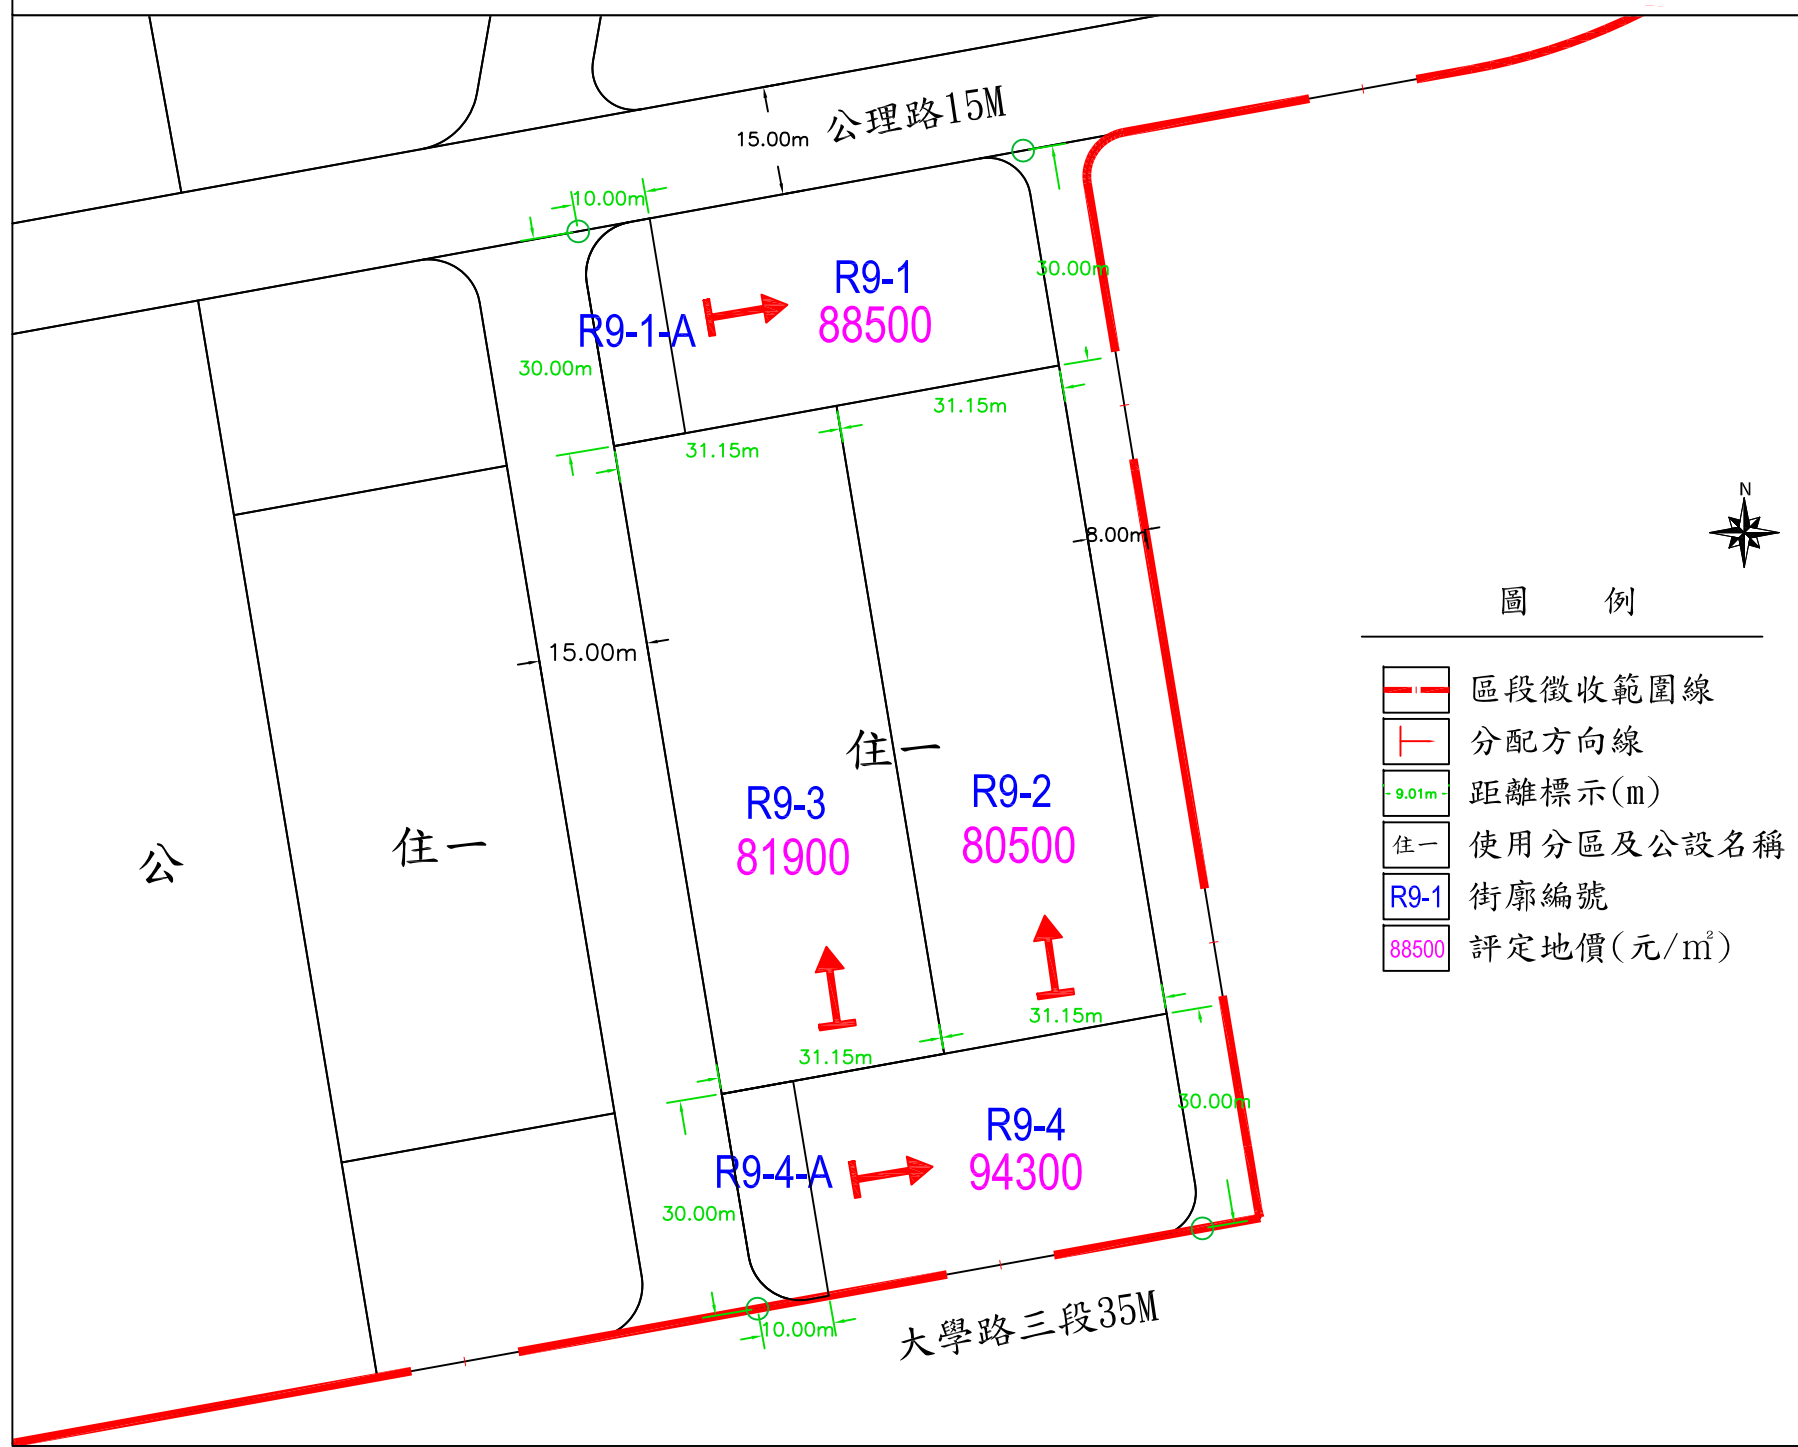 公理路15M
15.00m
10.00m
R9-1
88500
R9-1-A
30.00m
30.00m
31.15m
31.15m
8.00m
15.00m
住一
R9-3
81900
R9-2
80500
公
住一
31.15m
31.15m
R9-4
94300
R9-4-A
30.00m
30.00m
10.00m
大學路三段35M
N
圖 例
區段徵收範圍線
分配方向線
9.01m 距離標示(m)
住一 使用分區及公設名稱
R9-1 街廓編號
88500 評定地價(元/㎡)